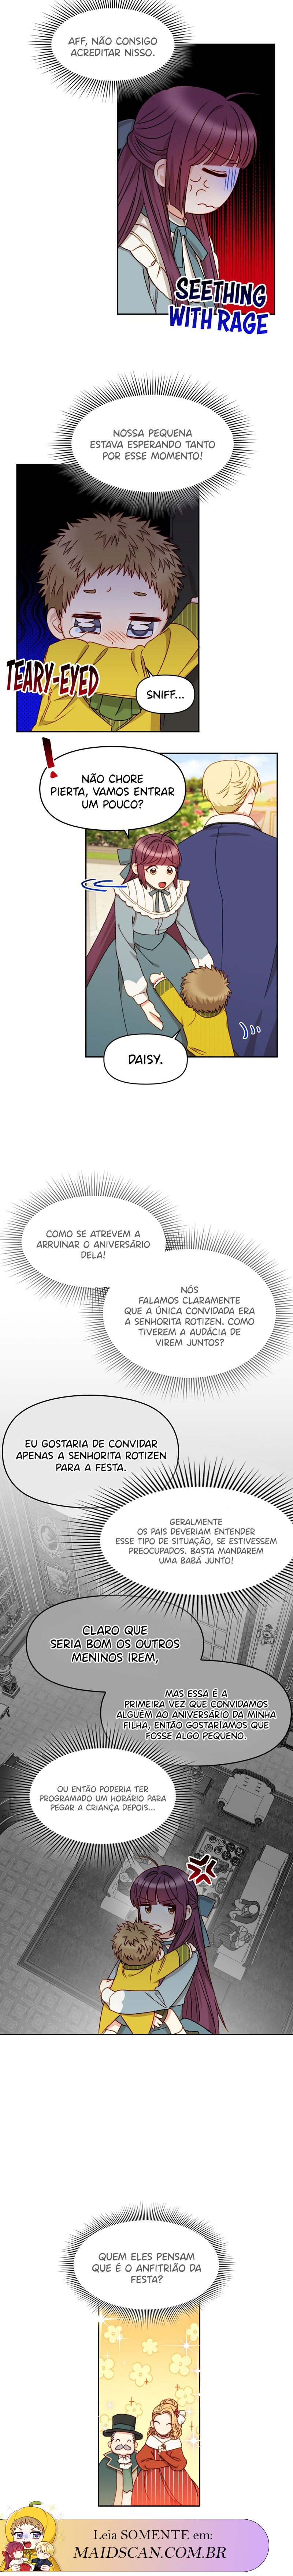 AFF, NÃO CONSIGO
ACREDITAR NISSO.
SEETHING
WITH RAGE
NOSSA PEQUENA
ESTAVA ESPERANDO TANTO
POR ESSE MOMENTO!
TEARY-EYED
SNIFF...
NÃO CHORE
PIERTA, VAMOS ENTRAR
UM POUCO?
DAISY.
COMO SE ATREVEM A
ARRUINAR O ANIVERSÁRIO
DELA!
NÓS
FALAMOS CLARAMENTE
QUE A ÚNICA CONVIDADA ERA
A SENHORITA ROTIZEN. COMO
TIVEREM A AUDÁCIA DE
VIREM JUNTOS?
EU GOSTARIA DE CONVIDAR
APENAS A SENHORITA ROTIZEN
PARA A FESTA.
GERALMENTE
OS PAIS DEVERIAM ENTENDER
ESSE TIPO DE SITUAÇÃO, SE ESTIVESSEM
PREOCUPADOS. BASTA MANDAREM
UMA BABÁ JUNTO!
CLARO QUE
SERIA BOM OS OUTROS
MENINOS IREM,
MAS ESSA É A
PRIMEIRA VEZ QUE CONVIDAMOS
ALGUÉM AO ANIVERSÁRIO DA MINHA
FILHA, ENTÃO GOSTARÍAMOS QUE
FOSSE ALGO PEQUENO.
OU ENTÃO PODERIA TER
PROGRAMADO UM HORÁRIO PARA
PEGAR A CRIANÇA DEPOIS...
QUEM ELES PENSAM
QUE É O ANFITRIÃO DA
FESTA?
Leia SOMENTE em:
MAIDSCAN.COM.BR